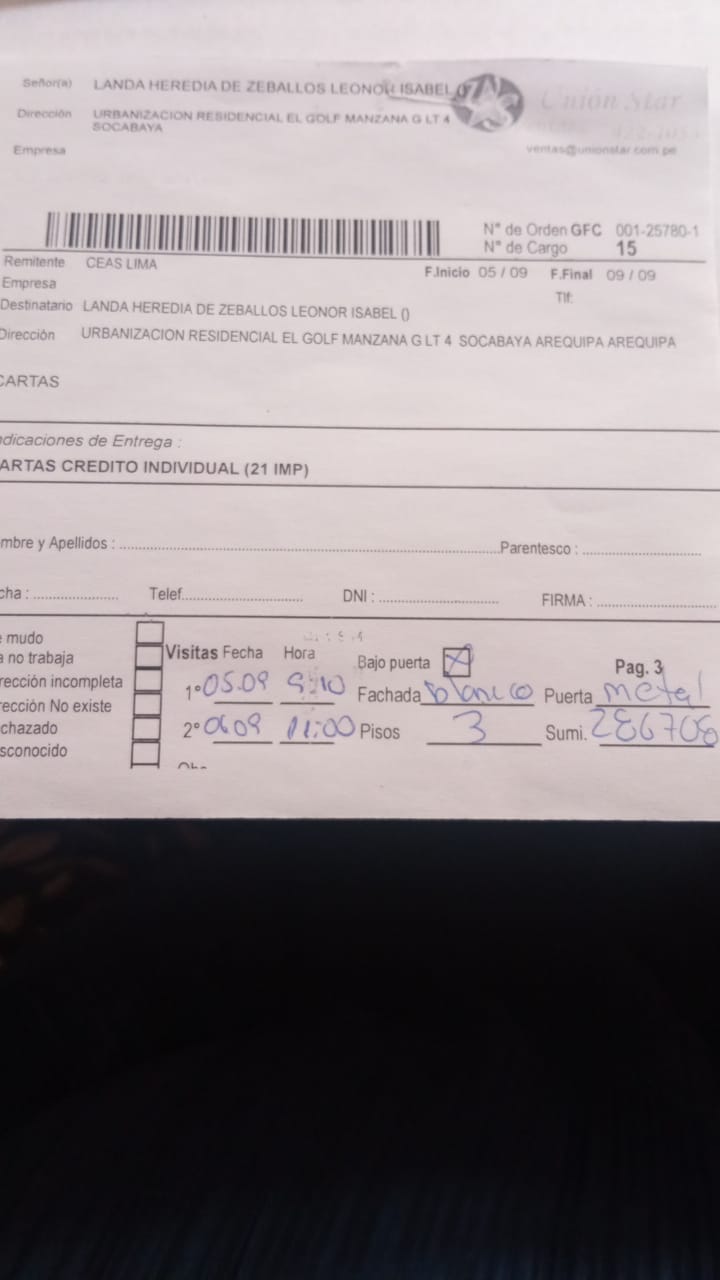 Señor(a) LANDA HEREDIA DE ZEBALLOS LEONOR ISABEL ()
Unión Star
Dirección URBANIZACION RESIDENCIAL EL GOLF MANZANA G LT 4
SOCABAYA
Empresa
ventas@unionstar.com.pe
N° de Orden GFC 001-25780-1
N° de Cargo 15
Remitente CEAS LIMA
F.Inicio 05 / 09 F.Final 09 / 09
Empresa
Tlf:
Destinatario LANDA HEREDIA DE ZEBALLOS LEONOR ISABEL ()
Dirección URBANIZACION RESIDENCIAL EL GOLF MANZANA G LT 4 SOCABAYA AREQUIPA AREQUIPA
CARTAS
ndicaciones de Entrega :
ARTAS CREDITO INDIVIDUAL (21 IMP)
mbre y Apellidos : Parentesco :
cha : Telef. DNI : FIRMA :
e mudo
a no trabaja Visitas Fecha Hora Bajo puerta X Pag. 3
rección incompleta 1° 05.09 9:10 Fachada blanco Puerta metal
rección No existe
chazado 2° 06 09 11:00 Pisos 3 Sumi. 286708
sconocido